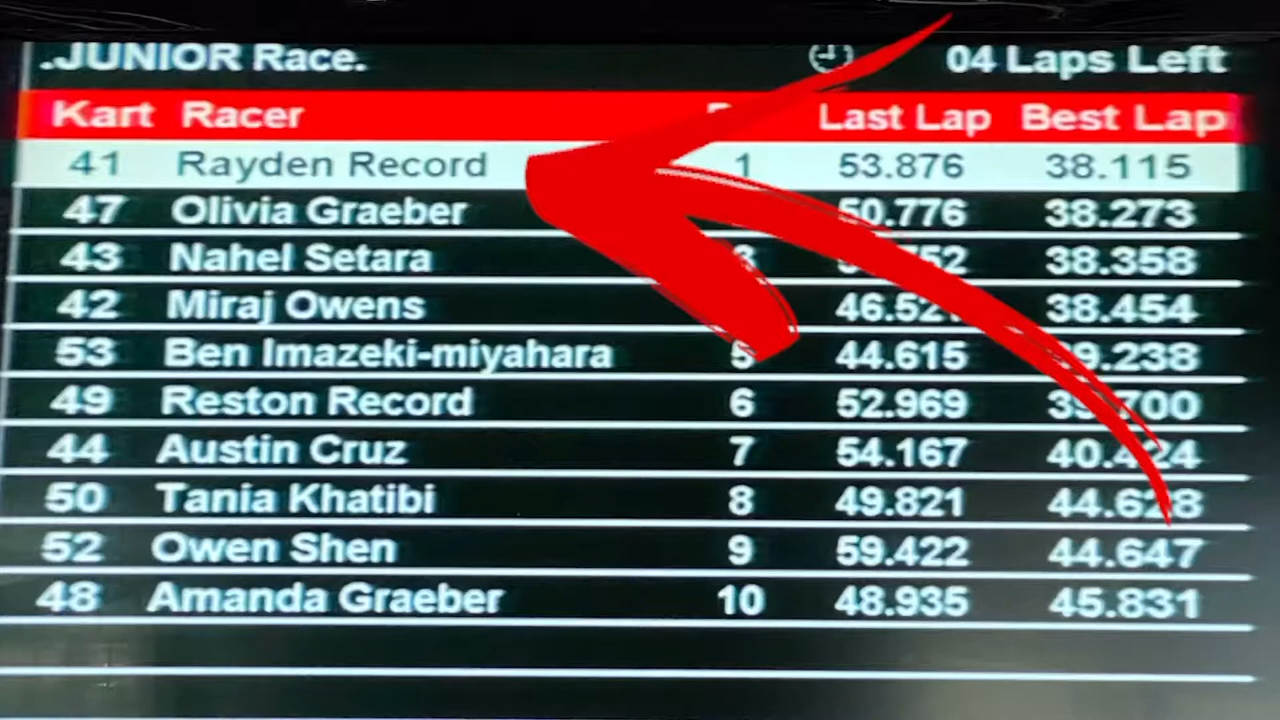 .JUNIOR Race. 04 Laps Left
Kart Racer Last Lap Best Lap
41 Rayden Record 1 53.876 38.115
47 Olivia Graeber 50.776 38.273
43 Nahel Setara 38.358
42 Miraj Owens 38.454
53 Ben Imazeki-miyahara 5 44.615
49 Reston Record 6 52.969
44 Austin Cruz 7 54.167
50 Tania Khatibi 8 49.821 44.628
52 Owen Shen 9 59.422 44.647
48 Amanda Graeber 10 48.935 45.831